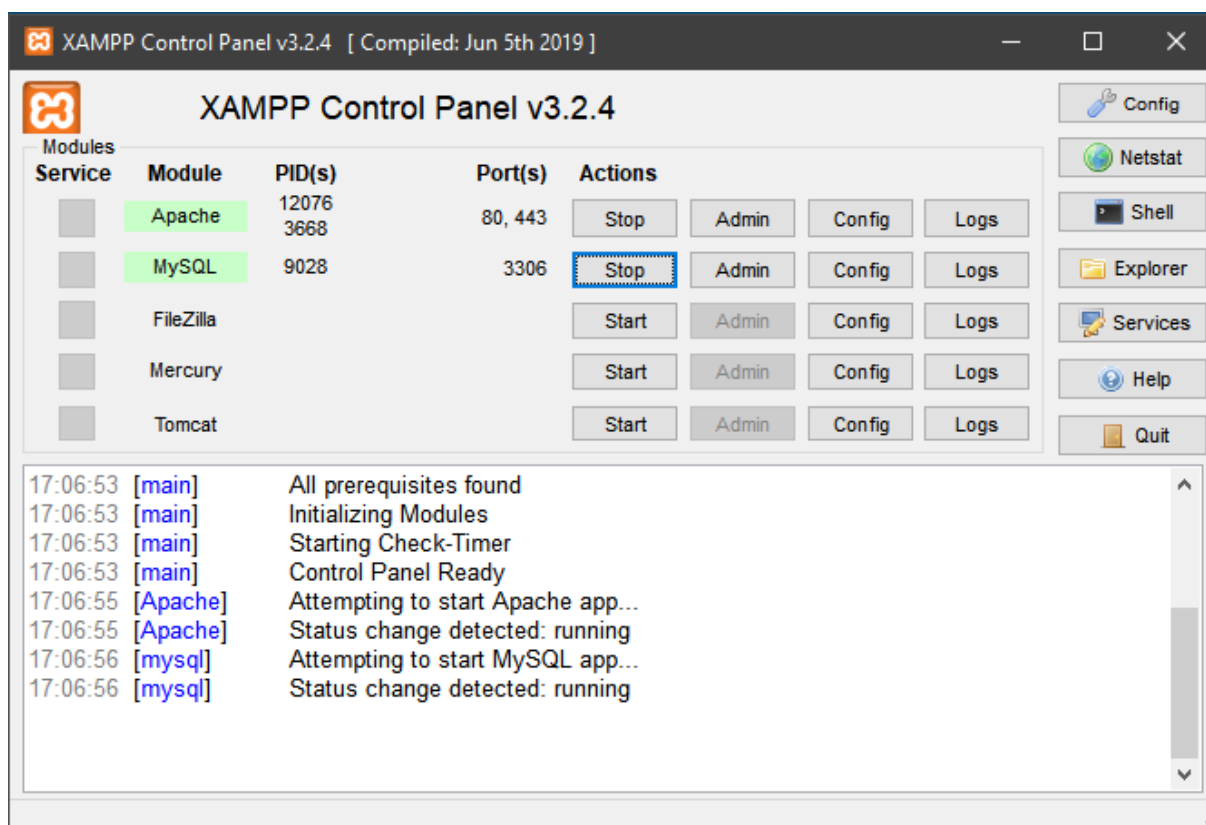 XAMPP Control Panel v3.2.4 [ Compiled: Jun 5th 2019 ]
XAMPP Control Panel v3.2.4
Config
Modules
Netstat
Service Module PID(s) Port(s) Actions
Apache 12076 3668 80, 443 Stop Admin Config Logs
Shell
MySQL 9028 3306 Stop Admin Config Logs
Explorer
FileZilla Start Admin Config Logs
Services
Mercury Start Admin Config Logs
Help
Tomcat Start Admin Config Logs
Quit
17:06:53 [main] All prerequisites found
17:06:53 [main] Initializing Modules
17:06:53 [main] Starting Check-Timer
17:06:53 [main] Control Panel Ready
17:06:55 [Apache] Attempting to start Apache app...
17:06:55 [Apache] Status change detected: running
17:06:56 [mysql] Attempting to start MySQL app...
17:06:56 [mysql] Status change detected: running